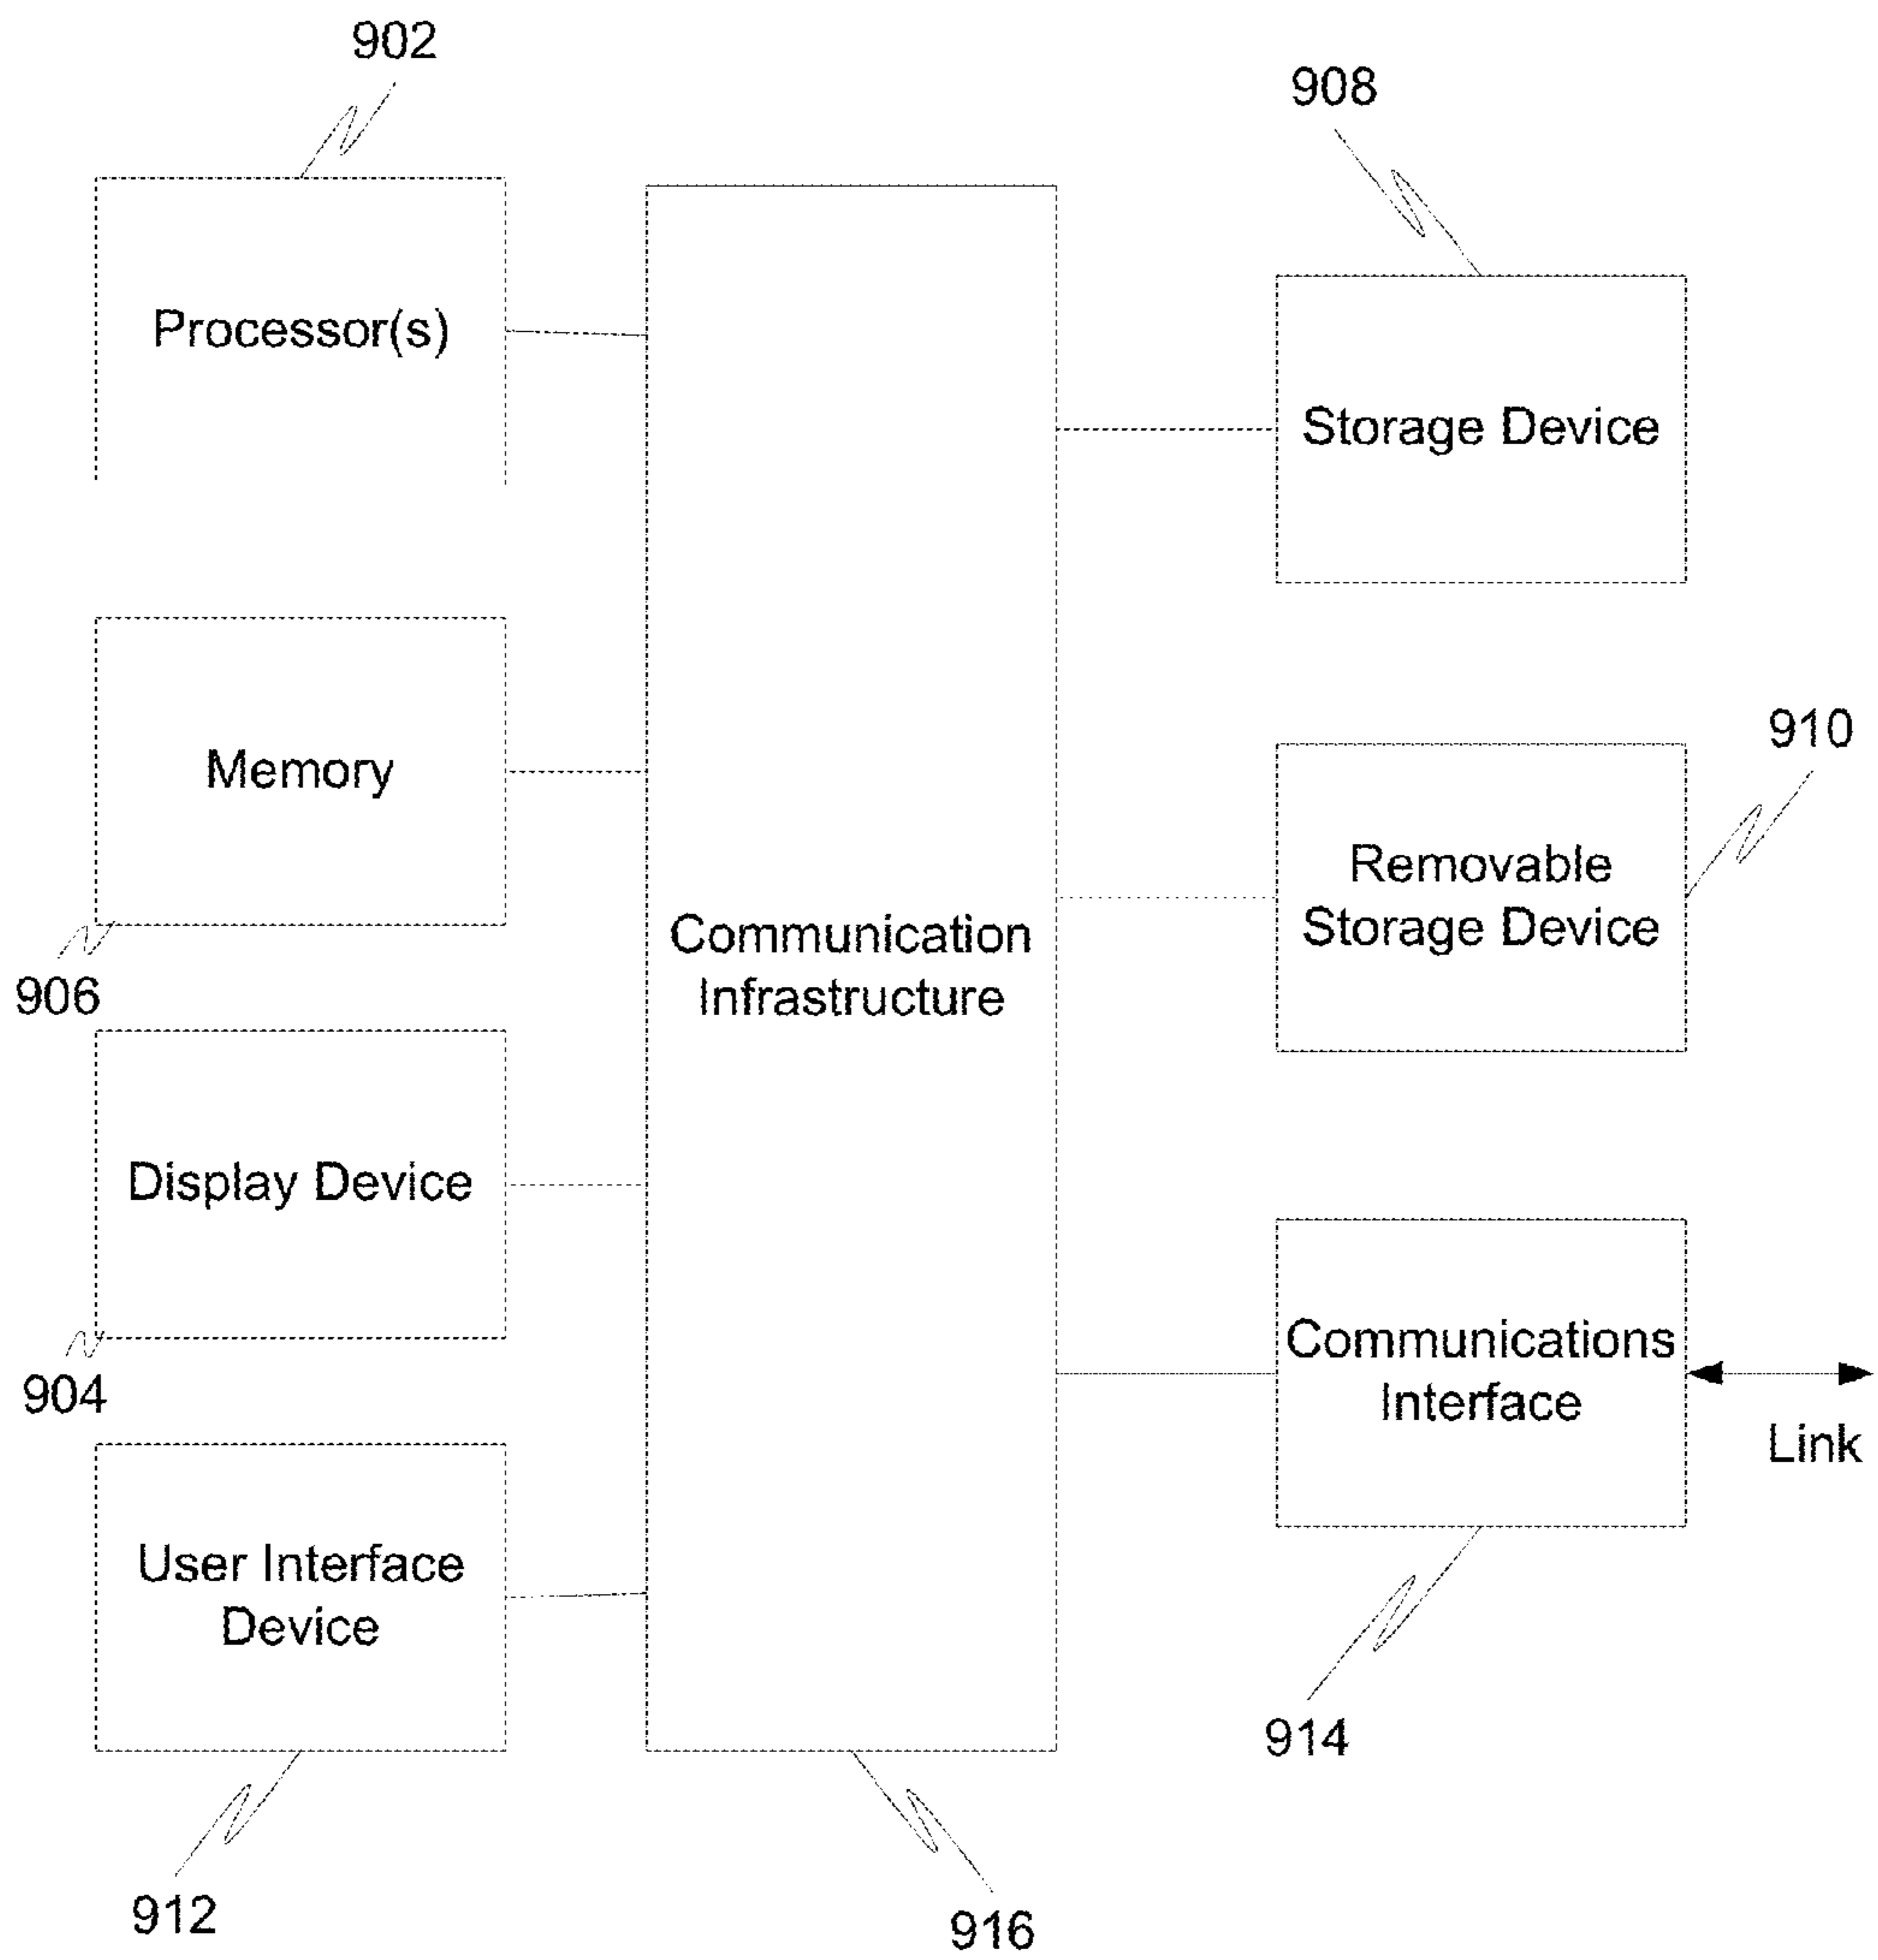 902
908
Processor(s)
Storage Device
Memory
910
Removable
Storage Device
Communication
Infrastructure
906
Display Device
Communications
Interface
904
Link
User Interface
Device
914
912
916